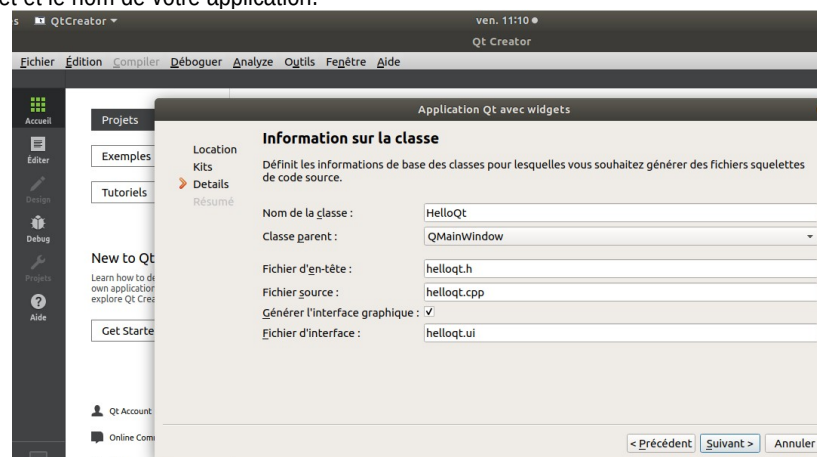 et et le nom de votre application.
s QtCreator ▾ ven. 11:10 ●
Qt Creator
Fichier Édition Compiler Déboguer Analyze Outils Fenêtre Aide
Application Qt avec widgets
Accueil
Éditer
Design
Debug
Projets
Aide
Projets
Exemples
Tutoriels
New to Qt
Learn how to de
own application
explore Qt Crea
Get Starte
Qt Account
Online Com
Location
Kits
Details
Résumé
Information sur la classe
Définit les informations de base des classes pour lesquelles vous souhaitez générer des fichiers squelettes
de code source.
Nom de la classe : HelloQt
Classe parent : QMainWindow
Fichier d'en-tête : helloqt.h
Fichier source : helloqt.cpp
Générer l'interface graphique : ✓
Fichier d'interface : helloqt.ui
< Précédent Suivant > Annuler